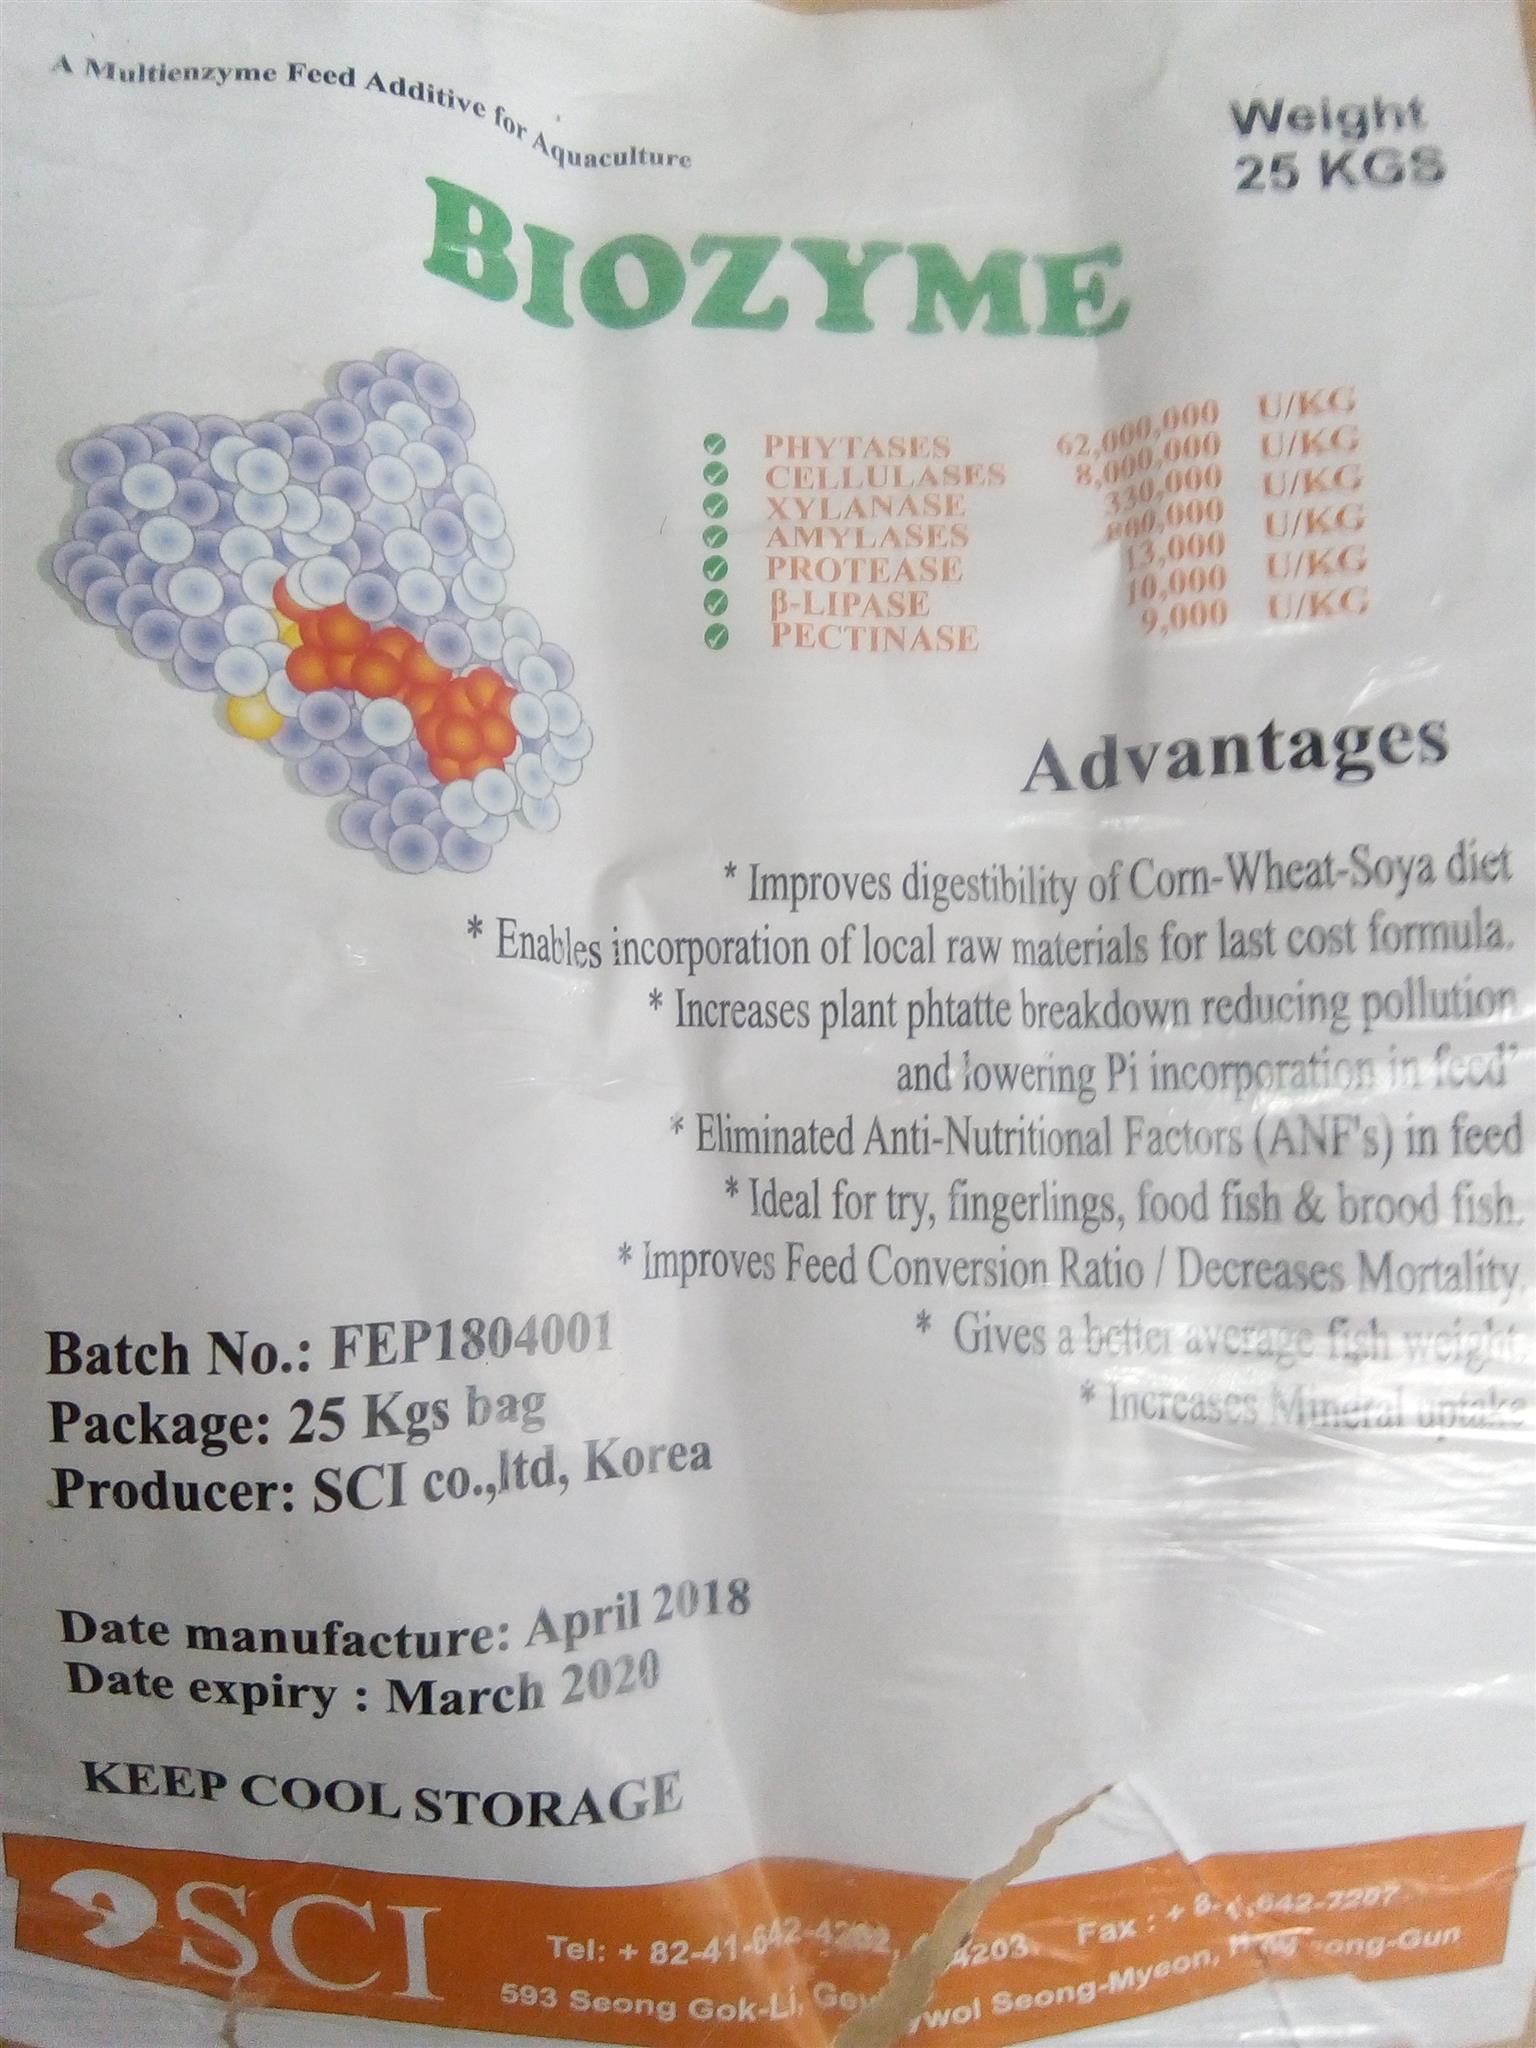 A Multienzyme Feed Additive for Aquaculture
Weight
25 KGS
BIOZYME
PHYTASES 62,000,000 U/KG
CELLULASES 8,000,000 U/KG
XYLANASE 330,000 U/KG
AMYLASES 800,000 U/KG
PROTEASE 13,000 U/KG
β-LIPASE 10,000 U/KG
PECTINASE 9,000
Advantages
* Improves digestibility of Corn-Wheat-Soya diet
* Enables incorporation of local raw materials for last cost formula.
* Increases plant phtatte breakdown reducing pollution
and lowering Pi incorporation in feed'
* Eliminated Anti-Nutritional Factors (ANF's) in feed
* Ideal for try, fingerlings, food fish & brood fish.
* Improves Feed Conversion Ratio / Decreases Mortality.
* Gives a better average fish weight.
* Increases Mineral uptake
Batch No.: FEP1804001
Package: 25 Kgs bag
Producer: SCI co.,ltd, Korea
Date manufacture: April 2018
Date expiry : March 2020
KEEP COOL STORAGE
SCI
Tel: + 82-41-642-4202, 4203 Fax :
593 Seong Gok-Li, Seong-Myeon,